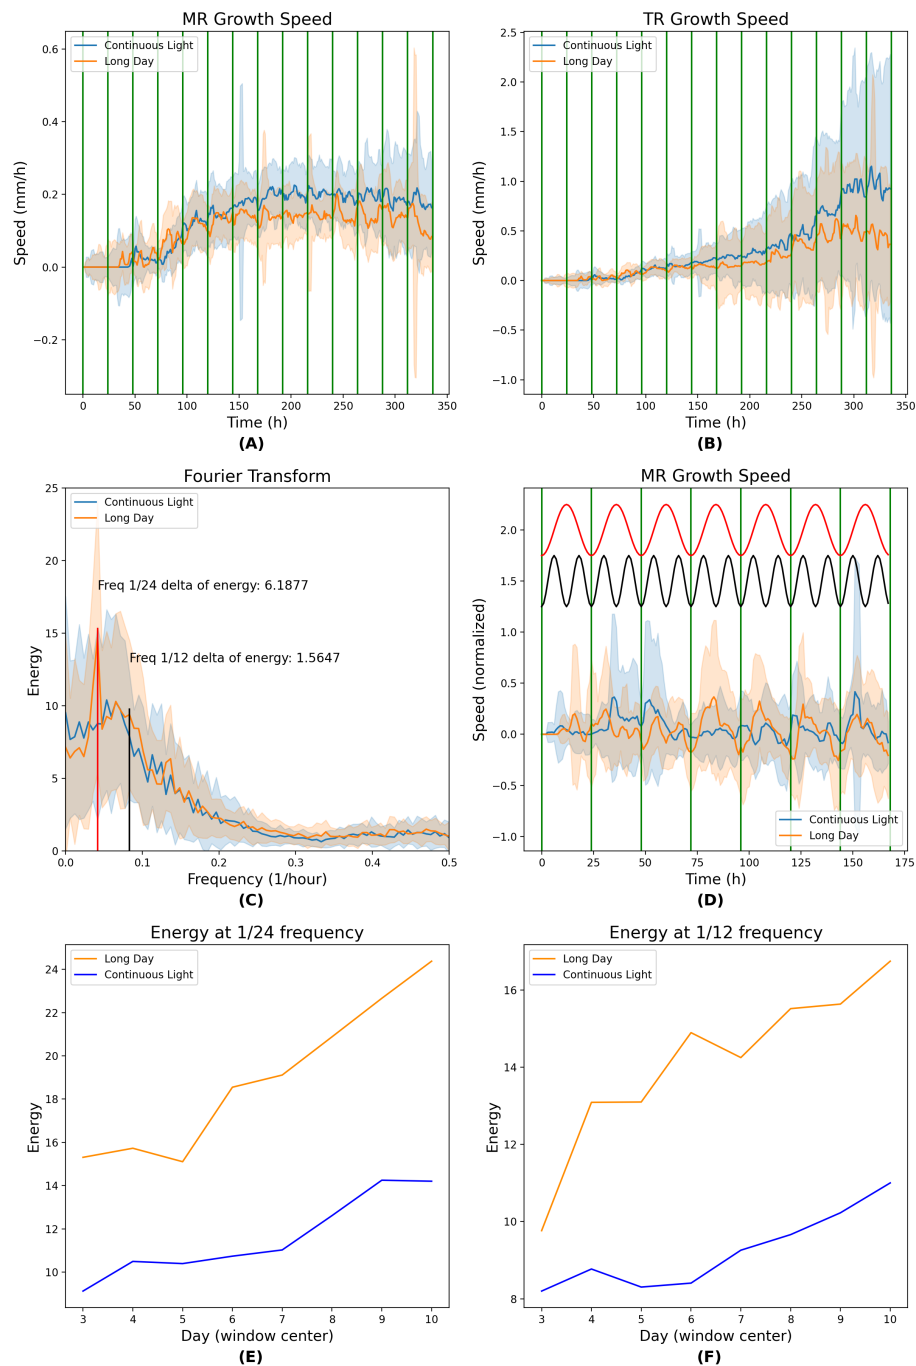 MR Growth Speed
Continuous Light
Long Day
0.6
0.4
0.2
0.0
−0.2
Speed (mm/h)
0 50 100 150 200 250 300 350
Time (h)
(A)
TR Growth Speed
Continuous Light
Long Day
2.5
2.0
1.5
1.0
0.5
0.0
−0.5
−1.0
Speed (mm/h)
0 50 100 150 200 250 300 350
Time (h)
(B)
Fourier Transform
Continuous Light
Long Day
Freq 1/24 delta of energy: 6.1877
Freq 1/12 delta of energy: 1.5647
25
20
15
10
5
0
Energy
0.0 0.1 0.2 0.3 0.4 0.5
Frequency (1/hour)
(C)
MR Growth Speed
2.0
1.5
1.0
0.5
0.0
−0.5
−1.0
Speed (normalized)
Continuous Light
Long Day
0 25 50 75 100 125 150 175
Time (h)
(D)
Energy at 1/24 frequency
Long Day
Continuous Light
24
22
20
18
16
14
12
10
Energy
3 4 5 6 7 8 9 10
Day (window center)
(E)
Energy at 1/12 frequency
Long Day
Continuous Light
16
14
12
10
8
Energy
3 4 5 6 7 8 9 10
Day (window center)
(F)